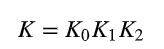 K = K₀K₁K₂